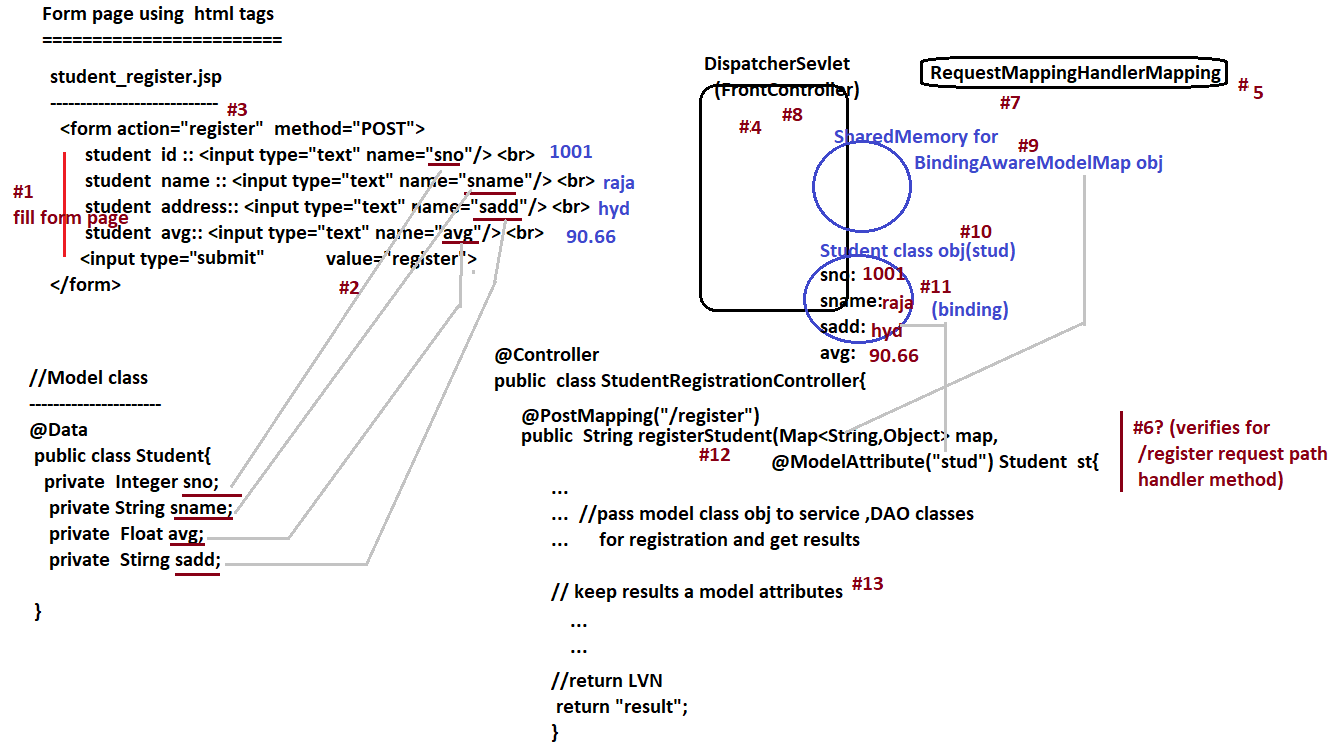 Form page using html tags
========================
student_register.jsp
----------------------------
#3
<form action="register" method="POST">
student id :: <input type="text" name="sno"/> <br> 1001
student name :: <input type="text" name="sname"/> <br> raja
student address:: <input type="text" name="sadd"/> <br> hyd
student avg:: <input type="text" name="avg"/> <br> 90.66
<input type="submit" value="register">
</form>
#1
fill form page
#2
//Model class
----------------------
@Data
public class Student{
private Integer sno;
private String sname;
private Float avg;
private Stirng sadd;
}
DispatcherSevlet
(FrontController)
#4
#8
RequestMappingHandlerMapping
# 5
#7
SharedMemory for
#9
BindingAwareModelMap obj
#10
Student class obj(stud)
sno: 1001
#11
sname:raja
(binding)
sadd: hyd
avg: 90.66
@Controller
public class StudentRegistrationController{
@PostMapping("/register")
public String registerStudent(Map<String,Object> map,
#12
@ModelAttribute("stud") Student st{
#6? (verifies for
/register request path
handler method)
...
... //pass model class obj to service ,DAO classes
... for registration and get results
// keep results a model attributes #13
...
...
//return LVN
return "result";
}